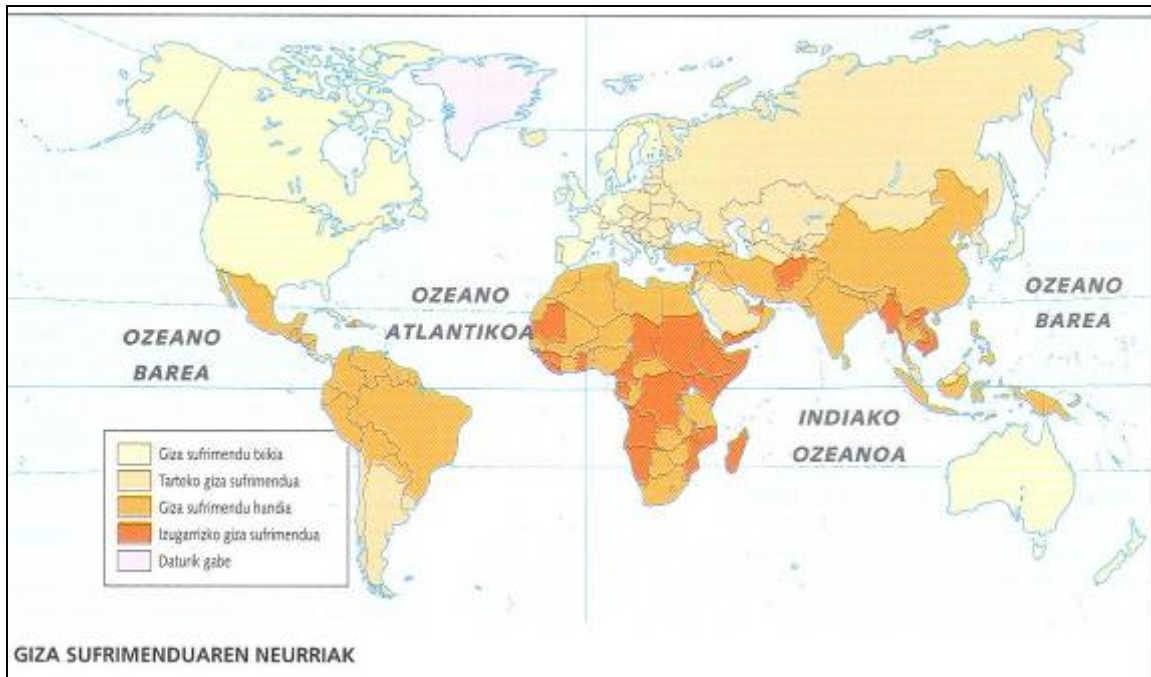 OZEANO
ATLANTIKOA
OZEANO
BAREA
OZEANO
BAREA
INDIAKO
OZEANOA
Giza sufrimendu txikia
Tarteko giza sufrimendua
Giza sufrimendu handia
Izugarrizko giza sufrimendua
Daturik gabe
GIZA SUFRIMENDUAREN NEURRIAK